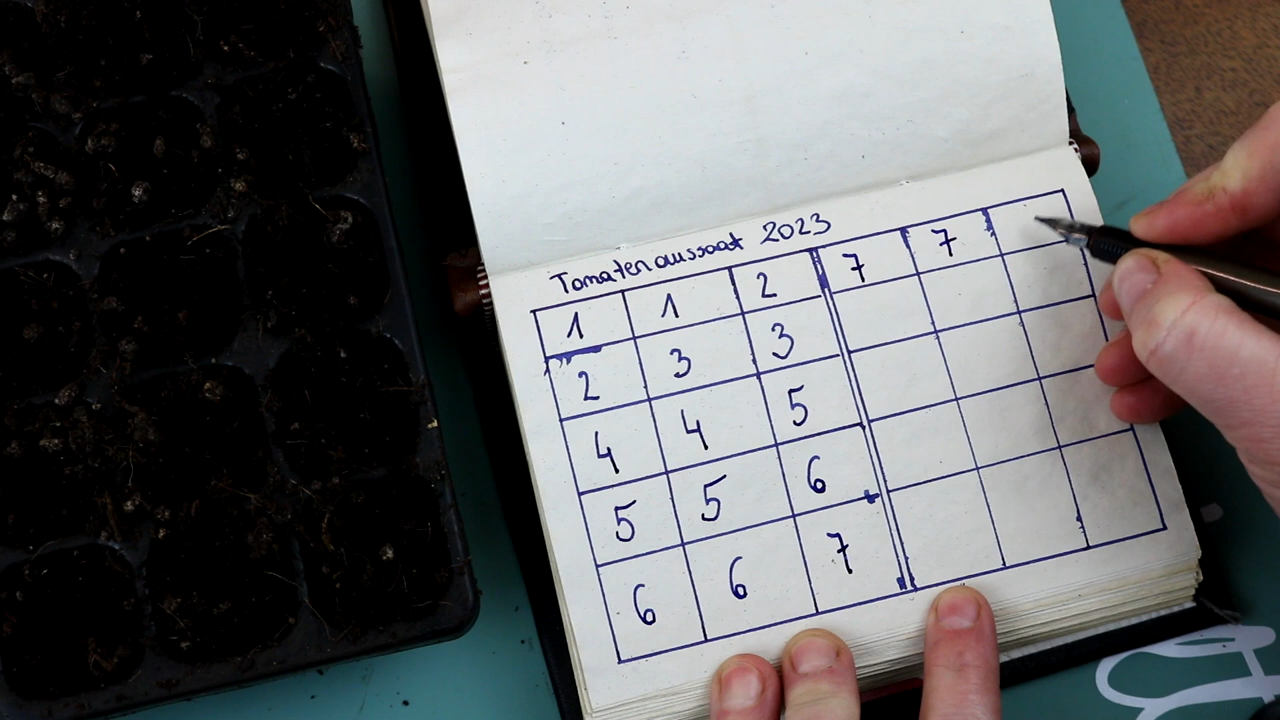 Tomatenaussaat 2023
1 1 2 7 7
2 3 3
4 4 5
5 5 6
6 6 7